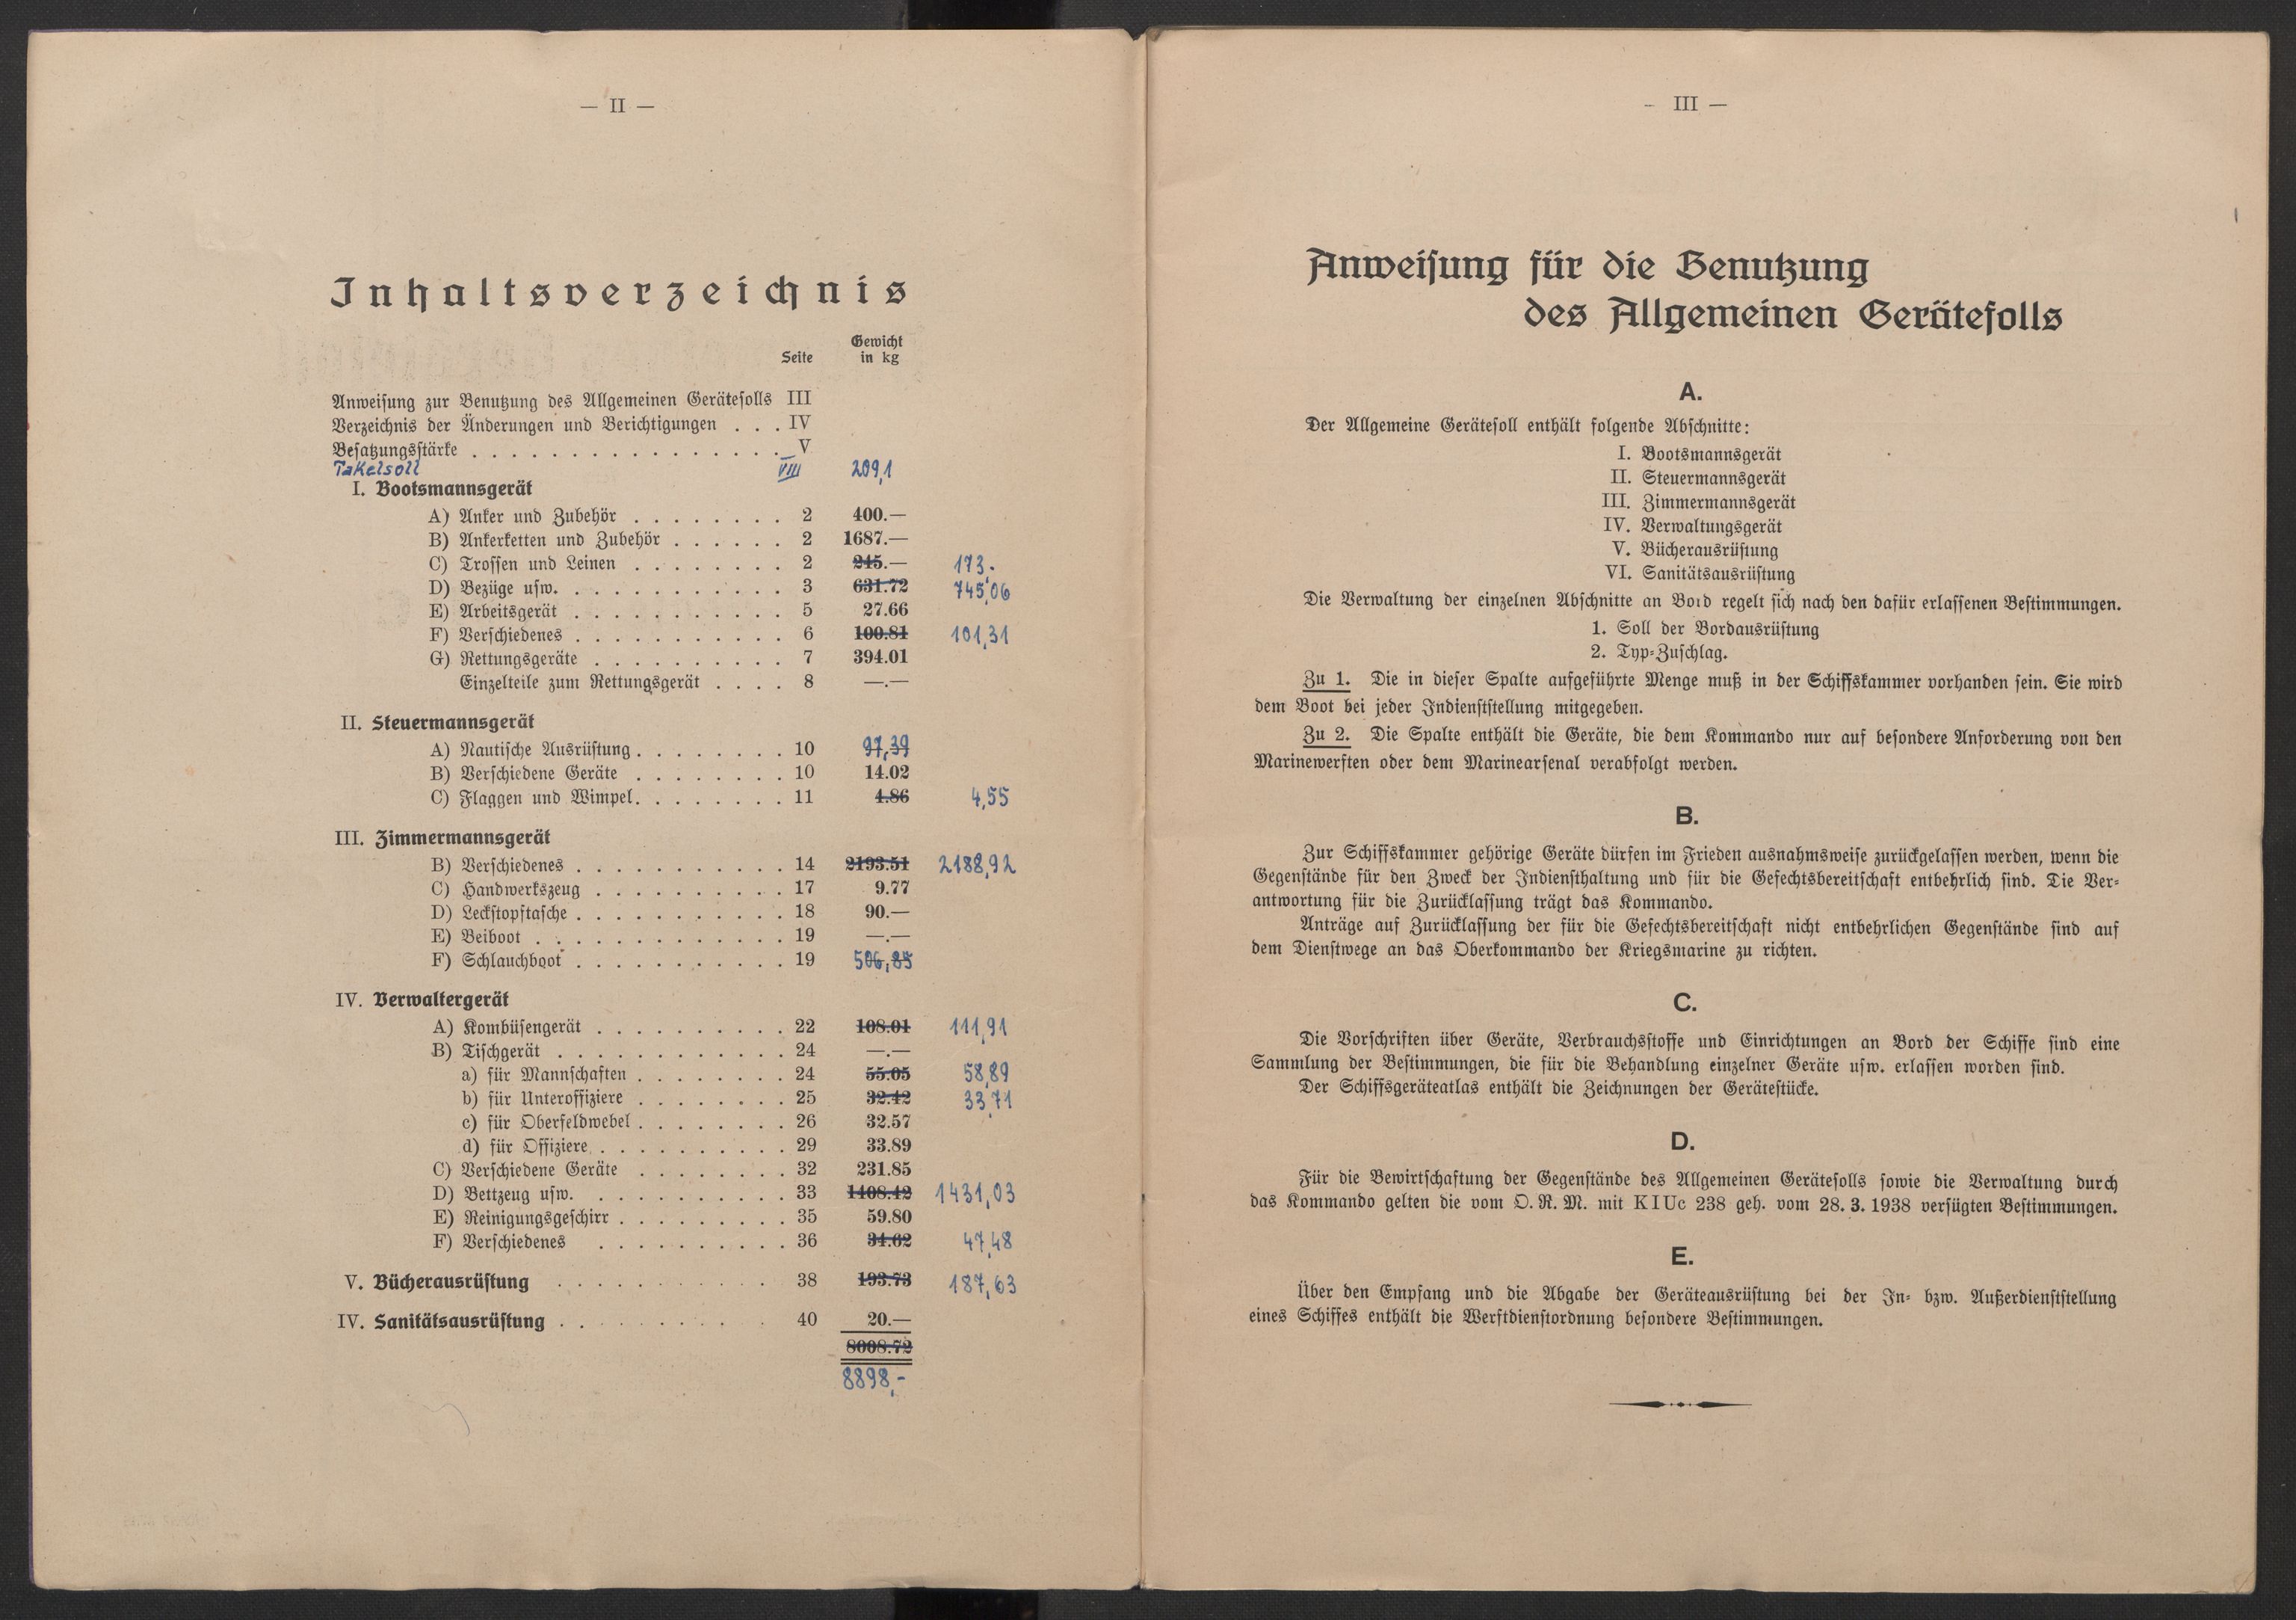 — II —
Inhaltsverzeichnis
Seite
Gewicht
in kg
Anweisung zur Benutzung des Allgemeinen Gerätesolls III
Verzeichnis der Änderungen und Berichtigungen . . . IV
Besatzungsstärke . . . . . . . . . . . . . . . . V
Takelsoll VIII 209,1
I. Bootsmannsgerät
A) Anker und Zubehör . . . . . . . . 2 400.—
B) Ankerketten und Zubehör . . . . . . 2 1687.—
C) Trossen und Leinen . . . . . . . . 2 245.— 173.
D) Bezüge usw. . . . . . . . . . . . 3 631.72 745,06
E) Arbeitsgerät . . . . . . . . . . . 5 27.66
F) Verschiedenes . . . . . . . . . . . 6 100.81 101,31
G) Rettungsgeräte . . . . . . . . . . 7 394.01
Einzelteile zum Rettungsgerät . . . . 8 —.—
II. Steuermannsgerät
A) Nautische Ausrüstung . . . . . . . . 10 97,39
B) Verschiedene Geräte . . . . . . . . 10 14.02
C) Flaggen und Wimpel . . . . . . . . 11 4.86 4,55
III. Zimmermannsgerät
B) Verschiedenes . . . . . . . . . . . 14 2193.51 2188,92
C) Handwerkszeug . . . . . . . . . . 17 9.77
D) Leckstopftasche . . . . . . . . . . . 18 90.—
E) Beiboot . . . . . . . . . . . . . 19 —.—
F) Schlauchboot . . . . . . . . . . . 19 506,85
IV. Verwaltergerät
A) Kombüsengerät . . . . . . . . . . 22 108.01 111,91
B) Tischgerät . . . . . . . . . . . . 24 —.—
a) für Mannschaften . . . . . . . . 24 55.05 58,89
b) für Unteroffiziere . . . . . . . . 25 32.42 33,71
c) für Oberfeldwebel . . . . . . . . 26 32.57
d) für Offiziere . . . . . . . . . . 29 33.89
C) Verschiedene Geräte . . . . . . . . 32 231.85
D) Bettzeug usw. . . . . . . . . . . 33 1408.42 1431,03
E) Reinigungsgeschirr . . . . . . . . . 35 59.80
F) Verschiedenes . . . . . . . . . . 36 34.62 47,48
V. Bücherausrüstung . . . . . . . . . . . 38 193.73 187,63
IV. Sanitätsausrüstung . . . . . . . . . . 40 20.—
8008.72
8898,-
- III —
Anweisung für die Benutzung
des Allgemeinen Gerätesolls
A.
Der Allgemeine Gerätesoll enthält folgende Abschnitte:
I. Bootsmannsgerät
II. Steuermannsgerät
III. Zimmermannsgerät
IV. Verwaltungsgerät
V. Bücherausrüstung
VI. Sanitätsausrüstung
Die Verwaltung der einzelnen Abschnitte an Bord regelt sich nach den dafür erlassenen Bestimmungen.
1. Soll der Bordausrüstung
2. Typ-Zuschlag.
Zu 1. Die in dieser Spalte aufgeführte Menge muß in der Schiffskammer vorhanden sein. Sie wird
dem Boot bei jeder Indienststellung mitgegeben.
Zu 2. Die Spalte enthält die Geräte, die dem Kommando nur auf besondere Anforderung von den
Marinewerften oder dem Marinearsenal verabfolgt werden.
B.
Zur Schiffskammer gehörige Geräte dürfen im Frieden ausnahmsweise zurückgelassen werden, wenn die
Gegenstände für den Zweck der Indiensthaltung und für die Gefechtsbereitschaft entbehrlich sind. Die Ver-
antwortung für die Zurücklassung trägt das Kommando.
Anträge auf Zurücklassung der für die Gefechtsbereitschaft nicht entbehrlichen Gegenstände sind auf
dem Dienstwege an das Oberkommando der Kriegsmarine zu richten.
C.
Die Vorschriften über Geräte, Verbrauchsstoffe und Einrichtungen an Bord der Schiffe sind eine
Sammlung der Bestimmungen, die für die Behandlung einzelner Geräte usw. erlassen worden sind.
Der Schiffsgeräteatlas enthält die Zeichnungen der Gerätestücke.
D.
Für die Bewirtschaftung der Gegenstände des Allgemeinen Gerätesolls sowie die Verwaltung durch
das Kommando gelten die vom O. K. M. mit K I U c 238 geh. vom 28. 3. 1938 verfügten Bestimmungen.
E.
Über den Empfang und die Abgabe der Geräteausrüstung bei der In- bzw. Außerdienststellung
eines Schiffes enthält die Werftdienstordnung besondere Bestimmungen.